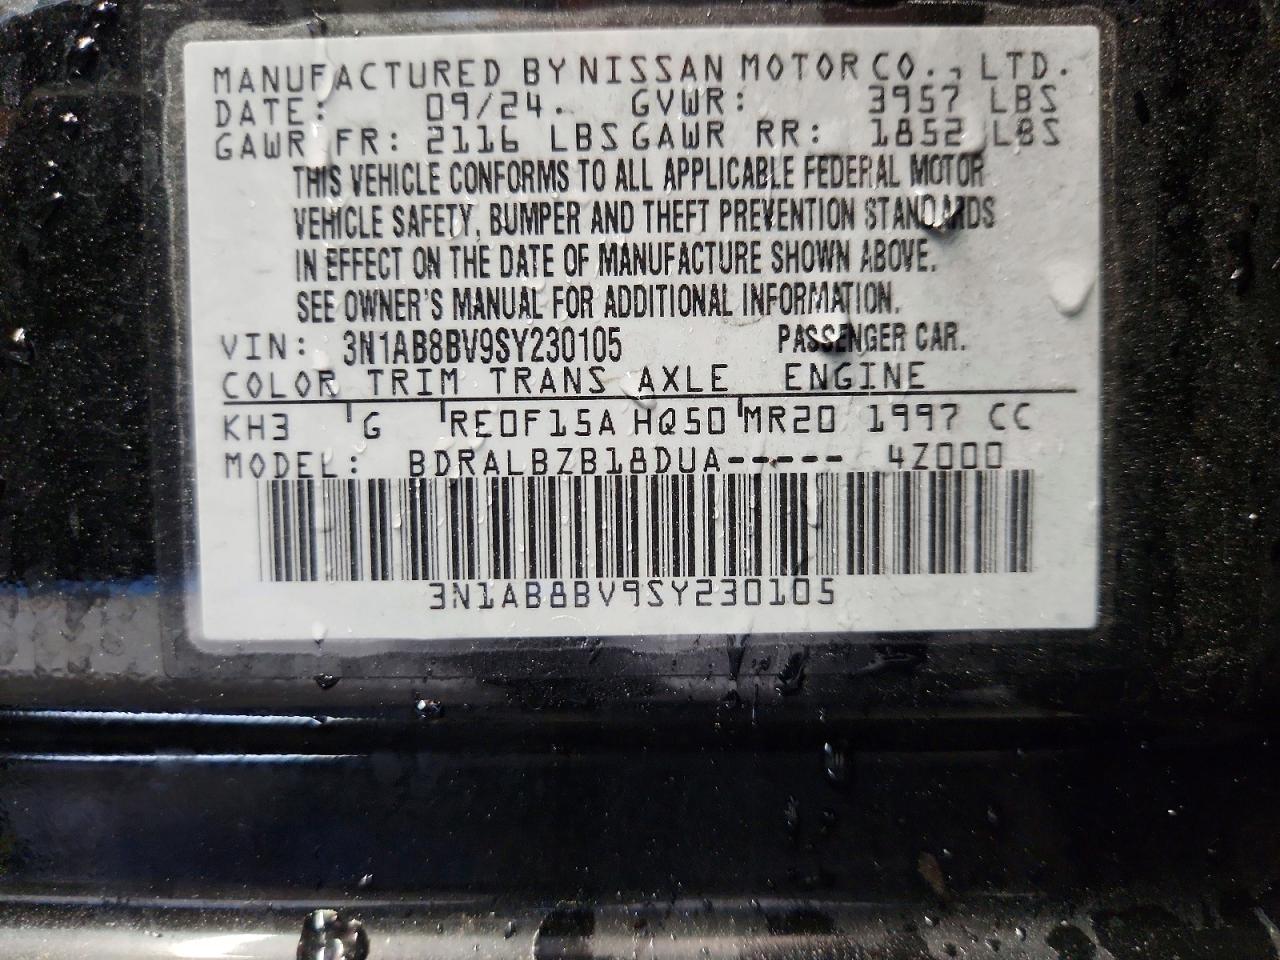 MANUFACTURED BY NISSAN MOTOR CO., LTD.
DATE: 09/24. GVWR: 3957 LBS
GAWR FR: 2116 LBS GAWR RR: 1852 LBS
THIS VEHICLE CONFORMS TO ALL APPLICABLE FEDERAL MOTOR
VEHICLE SAFETY, BUMPER AND THEFT PREVENTION STANDARDS
IN EFFECT ON THE DATE OF MANUFACTURE SHOWN ABOVE.
SEE OWNER'S MANUAL FOR ADDITIONAL INFORMATION.
VIN: 3N1AB8BV9SY230105 PASSENGER CAR.
COLOR TRIM TRANS AXLE ENGINE
KH3 G RE0F15A HQ50 MR20 1997 CC
MODEL: BDRALBZB18DUA----- 4Z000
3N1AB8BV9SY230105